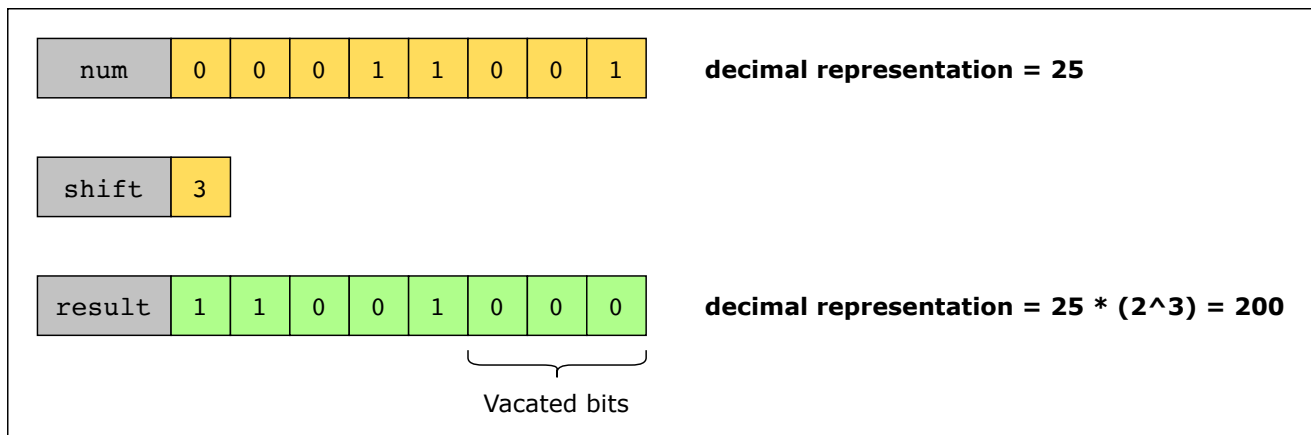 num 0 0 0 1 1 0 0 1 decimal representation = 25
shift 3
result 1 1 0 0 1 0 0 0 decimal representation = 25 * (2^3) = 200
Vacated bits